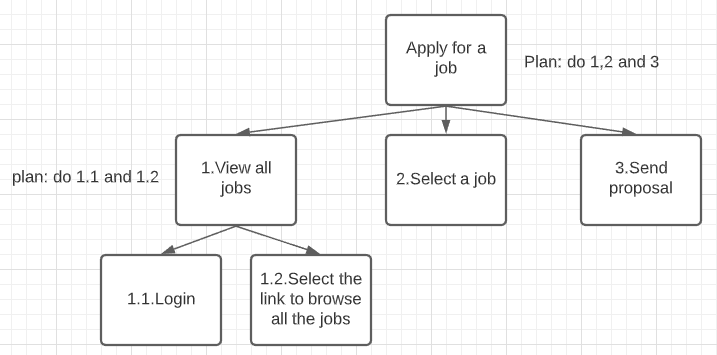 Apply for a
job
Plan: do 1,2 and 3
plan: do 1.1 and 1.2
1.View all
jobs
2.Select a job
3.Send
proposal
1.1.Login
1.2.Select the
link to browse
all the jobs